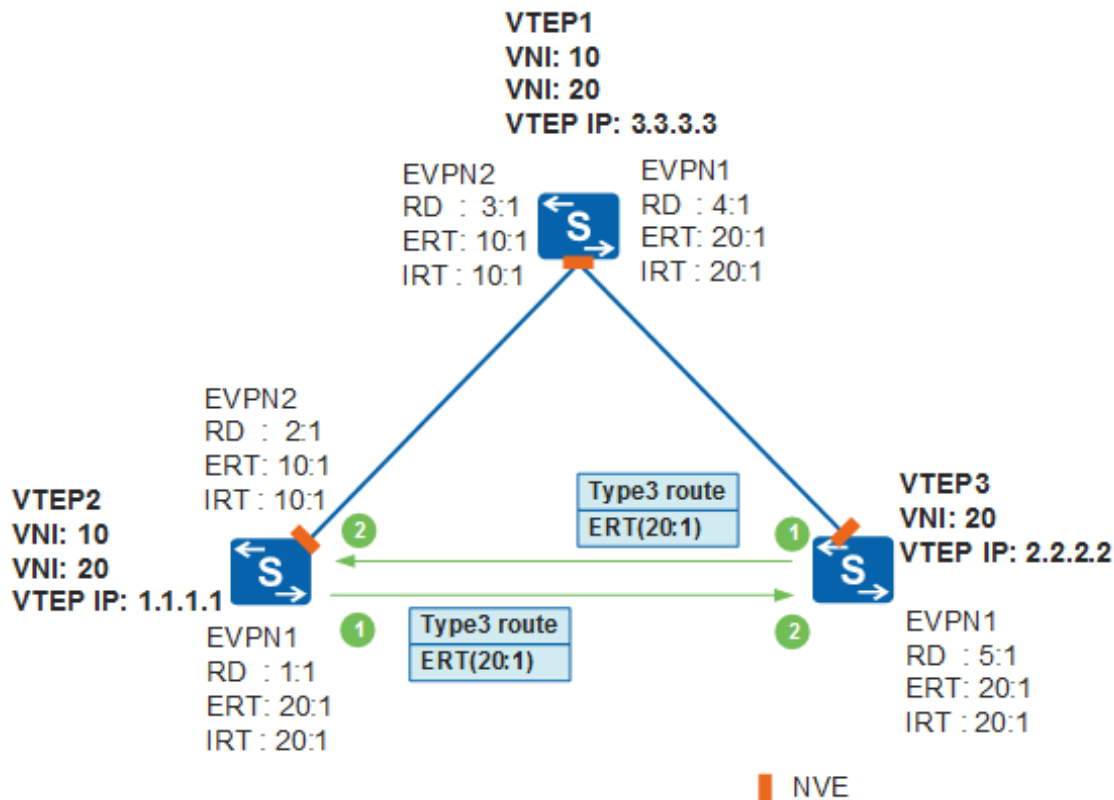 VTEP1
VNI: 10
VNI: 20
VTEP IP: 3.3.3.3
EVPN2
RD : 3:1
ERT: 10:1
IRT : 10:1
S
EVPN1
RD : 4:1
ERT: 20:1
IRT : 20:1
EVPN2
RD : 2:1
ERT: 10:1
IRT : 10:1
VTEP2
VNI: 10
VNI: 20
VTEP IP: 1.1.1.1
S
EVPN1
RD : 1:1
ERT: 20:1
IRT : 20:1
2
Type3 route
ERT(20:1)
1
1
Type3 route
ERT(20:1)
2
VTEP3
VNI: 20
VTEP IP: 2.2.2.2
S
EVPN1
RD : 5:1
ERT: 20:1
IRT : 20:1
NVE